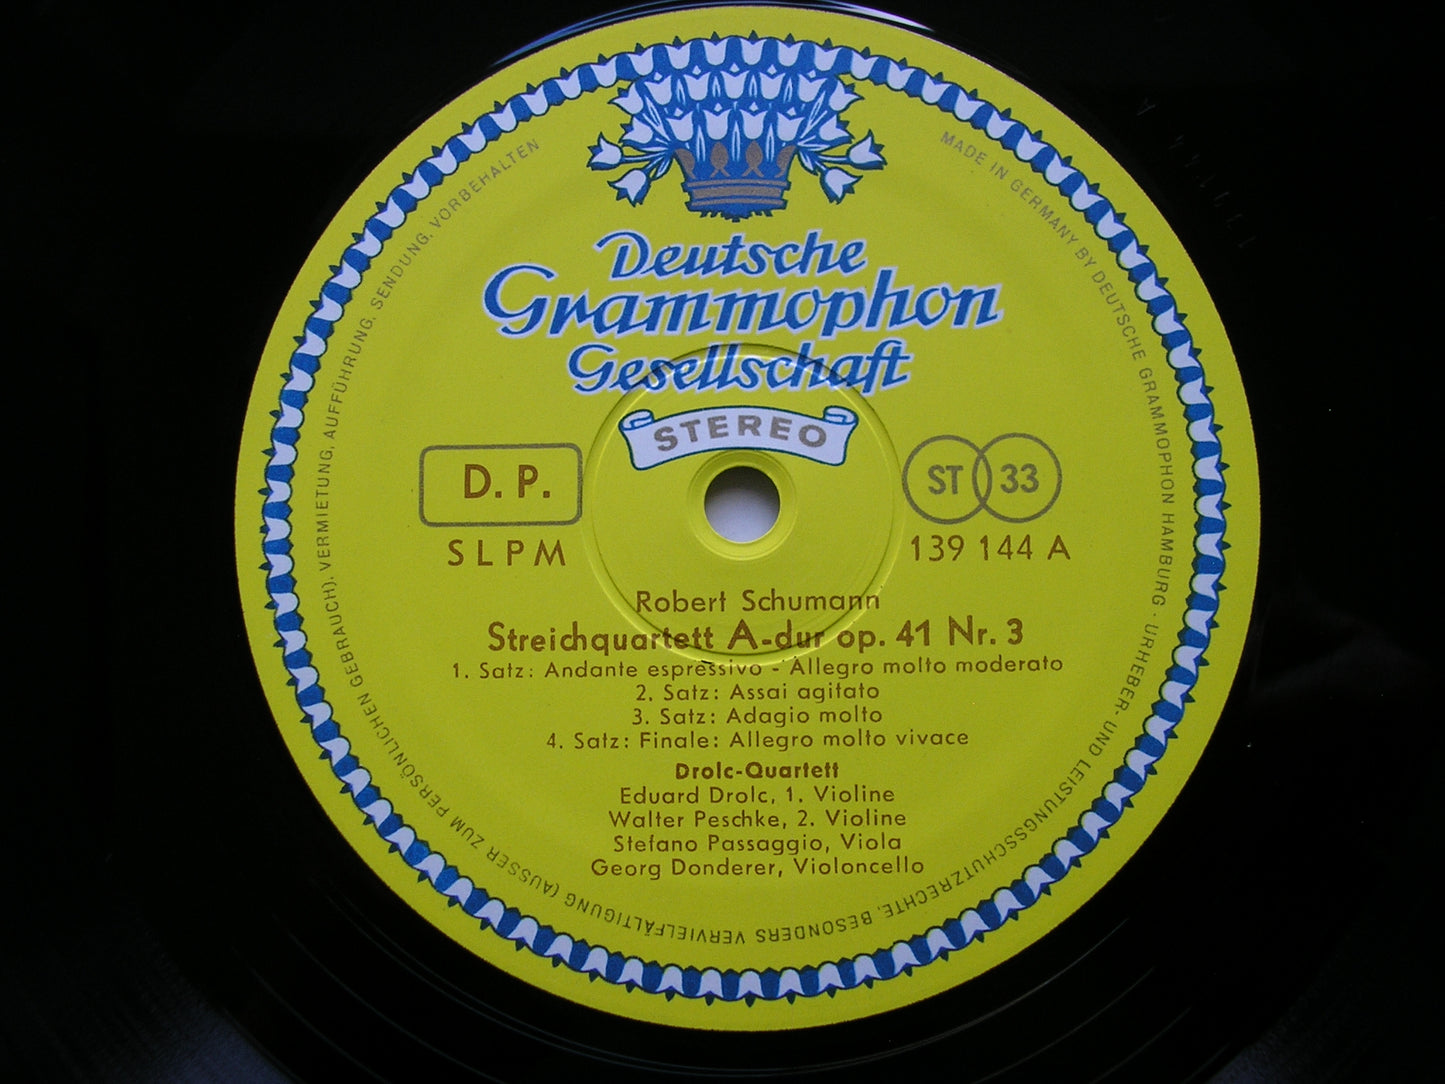 Deutsche
Grammophon
Gesellschaft
STEREO
D. P.
ST 33
SLPM
139 144 A
Robert Schumann
Streichquartett A-dur op. 41 Nr. 3
1. Satz: Andante espressivo - Allegro molto moderato
2. Satz: Assai agitato
3. Satz: Adagio molto
4. Satz: Finale: Allegro molto vivace
Drolc-Quartett
Eduard Drolc, 1. Violine
Walter Peschke, 2. Violine
Stefano Passaggio, Viola
Georg Donderer, Violoncello
MADE IN GERMANY BY DEUTSCHE GRAMMOPHON HAMBURG · URHEBER- UND LEISTUNGSSCHUTZRECHTE, BESONDERS VERVIELFÄLTIGUNG (AUSSER ZUM PERSÖNLICHEN GEBRAUCH), VERMIETUNG, AUFFÜHRUNG, SENDUNG, VORBEHALTEN